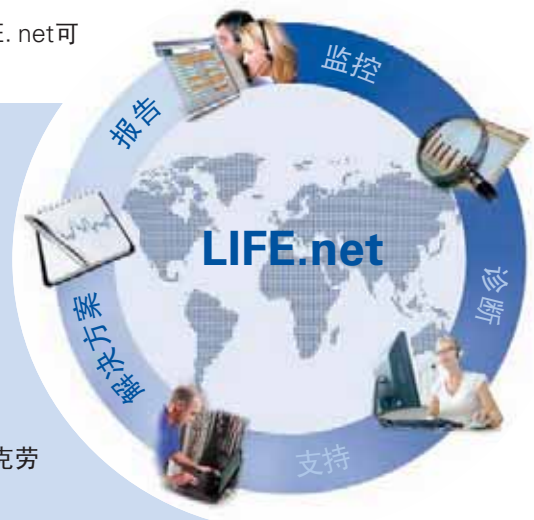 E. net可
监控
报告
LIFE.net
诊断
解决方案
支持
克劳